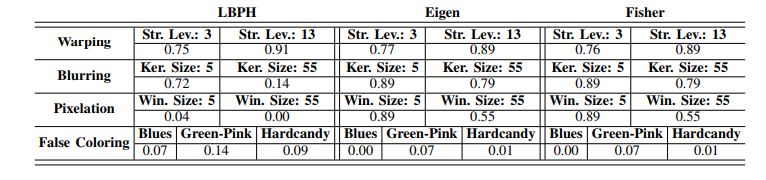 LBPH Eigen Fisher
Warping Str. Lev.: 3 Str. Lev.: 13 Str. Lev.: 3 Str. Lev.: 13 Str. Lev.: 3 Str. Lev.: 13
0.75 0.91 0.77 0.89 0.76 0.89
Blurring Ker. Size: 5 Ker. Size: 55 Ker. Size: 5 Ker. Size: 55 Ker. Size: 5 Ker. Size: 55
0.72 0.14 0.89 0.79 0.89 0.79
Pixelation Win. Size: 5 Win. Size: 55 Win. Size: 5 Win. Size: 55 Win. Size: 5 Win. Size: 55
0.04 0.00 0.89 0.55 0.89 0.55
False Coloring Blues Green-Pink Hardcandy Blues Green-Pink Hardcandy Blues Green-Pink Hardcandy
0.07 0.14 0.09 0.00 0.07 0.01 0.00 0.07 0.01